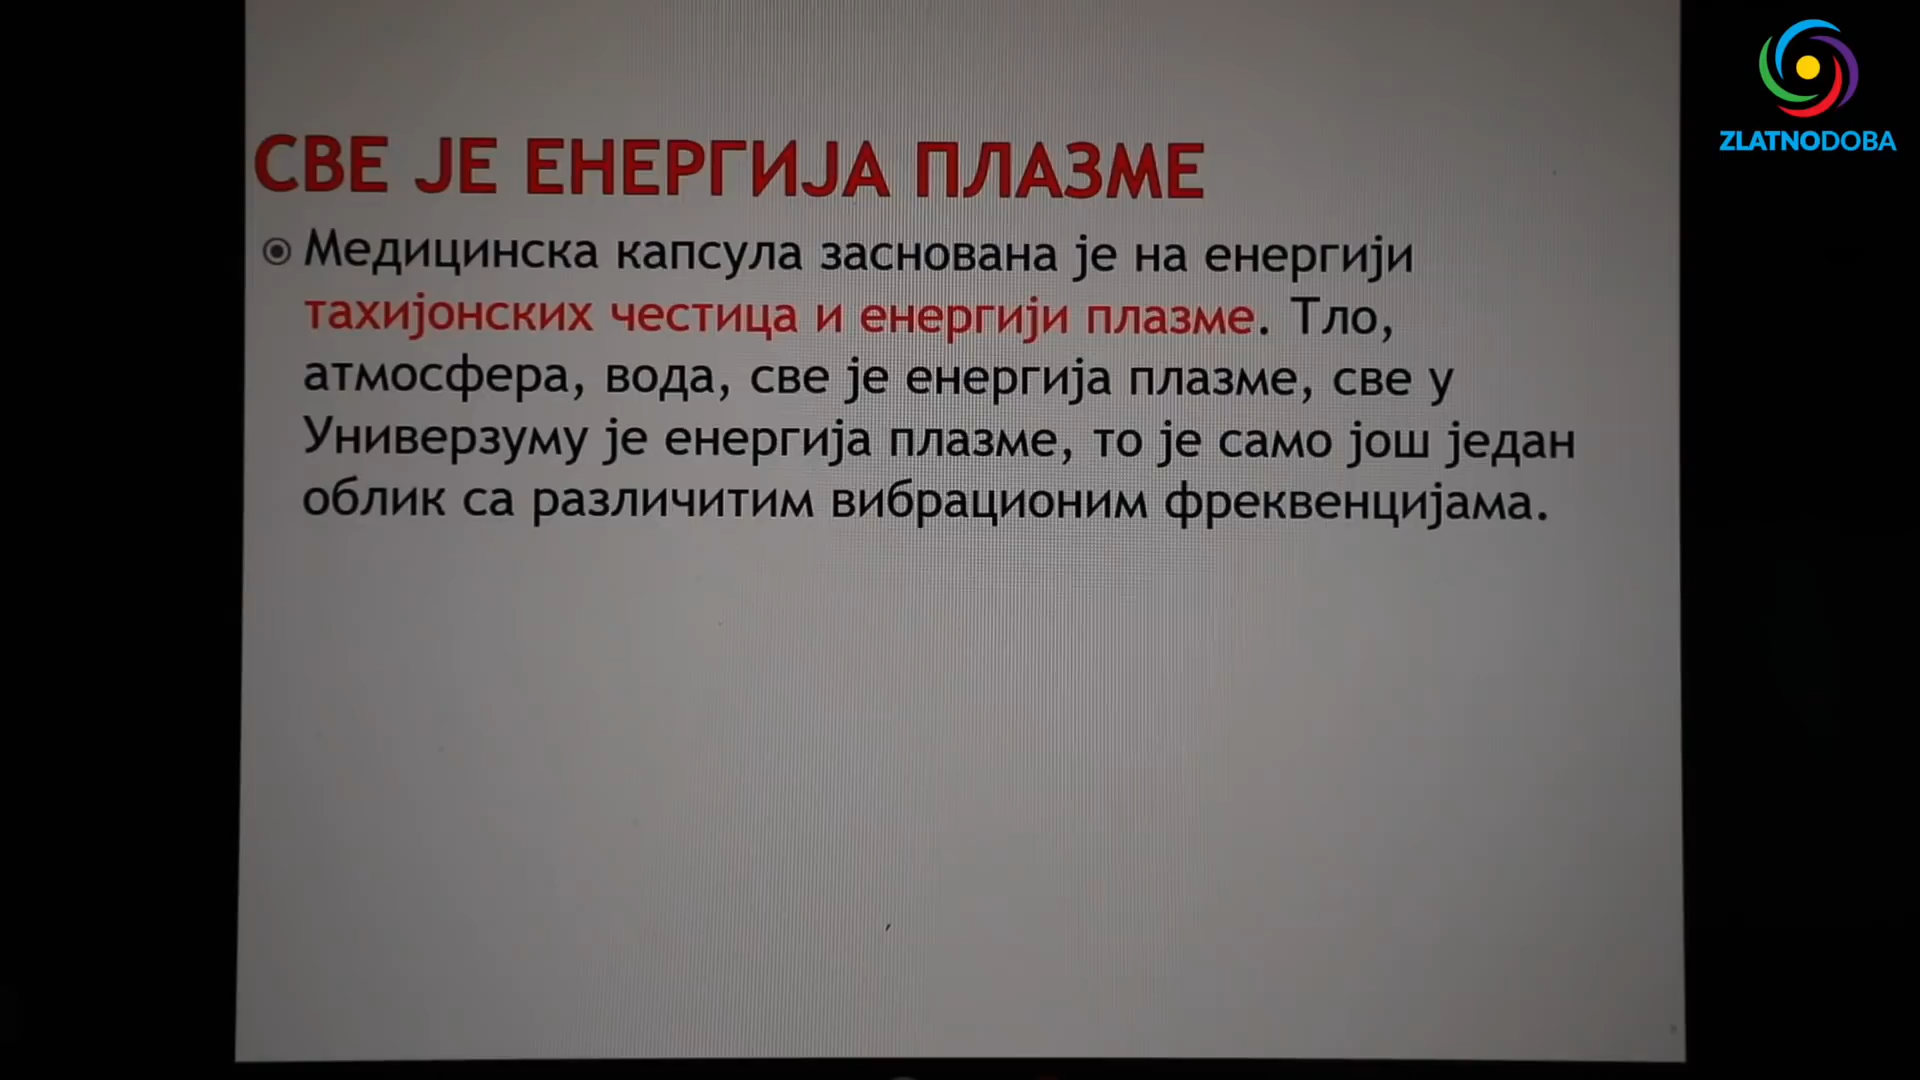 ZLATNODOBA
СВЕ ЈЕ ЕНЕРГИЈА ПЛАЗМЕ
Медицинска капсула заснована је на енергији
тахијонских честица и енергији плазме. Тло,
атмосфера, вода, све је енергија плазме, све у
Универзуму је енергија плазме, то је само још један
облик са различитим вибрационим фреквенцијама.